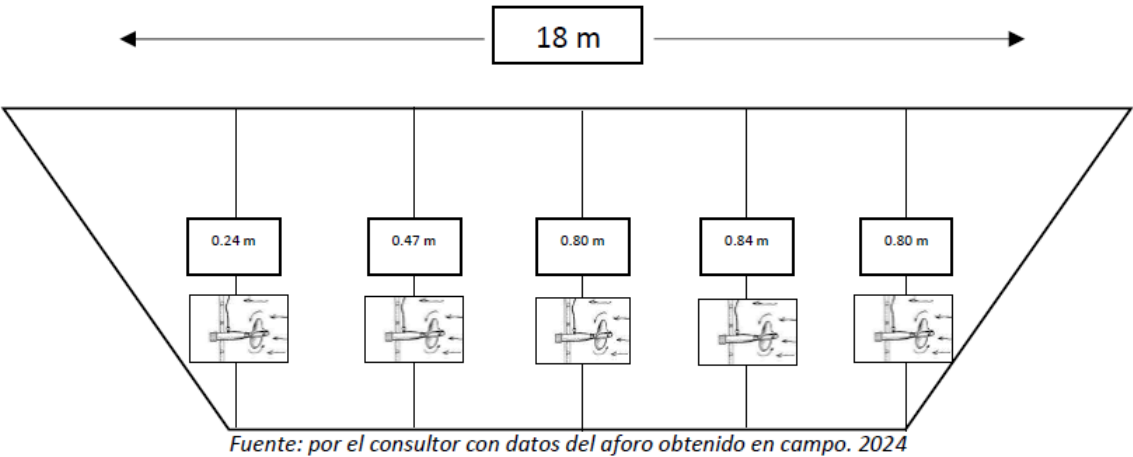 18 m
0.24 m
0.47 m
0.80 m
0.84 m
0.80 m
Fuente: por el consultor con datos del aforo obtenido en campo. 2024